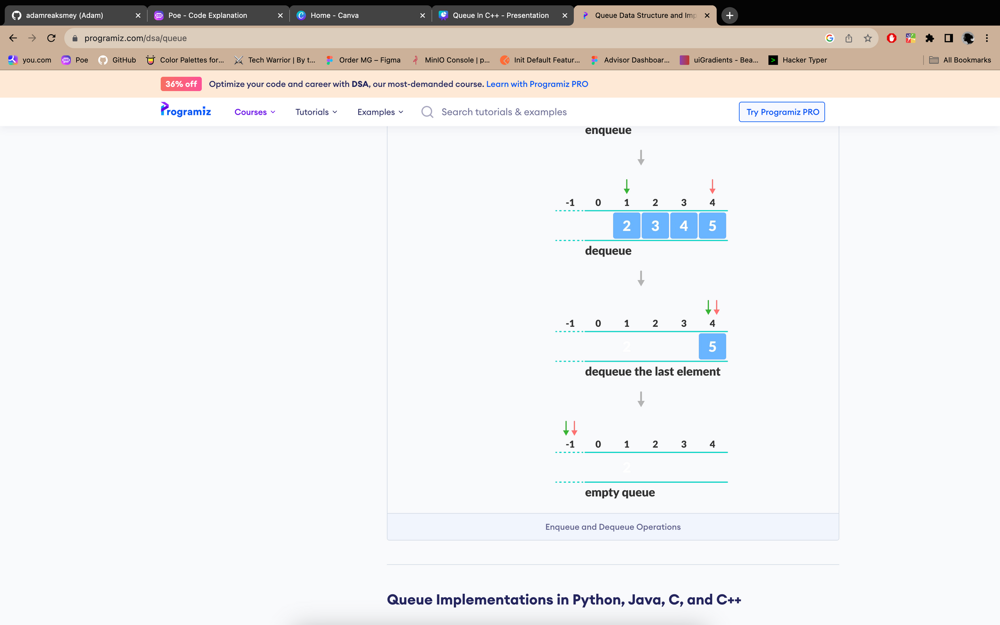 adamreaksmey (Adam)
Poe - Code Explanation
Home - Canva
Queue In C++ - Presentation
Queue Data Structure and Imp
programiz.com/dsa/queue
you.com
Poe
GitHub
Color Palettes for...
Tech Warrior | By t...
Order MG – Figma
MinIO Console | p...
Init Default Featur...
Advisor Dashboar...
uiGradients - Bea...
Hacker Typer
All Bookmarks
36% off
Optimize your code and career with DSA, our most-demanded course. Learn with Programiz PRO
Programiz
Courses
Tutorials
Examples
Search tutorials & examples
Try Programiz PRO
enqueue
-1 0 1 2 3 4
2 3 4 5
dequeue
-1 0 1 2 3 4
2 5
dequeue the last element
-1 0 1 2 3 4
2
empty queue
Enqueue and Dequeue Operations
Queue Implementations in Python, Java, C, and C++